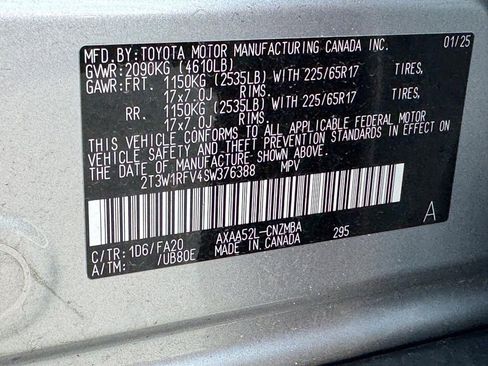 MFD.BY:TOYOTA MOTOR MANUFACTURING CANADA INC. 01/25
GVWR:2090KG (4610LB)
GAWR:FRT. 1150KG (2535LB) WITH 225/65R17 TIRES,
17x7.0J RIMS.
RR. 1150KG (2535LB) WITH 225/65R17 TIRES,
17x7.0J RIMS.
THIS VEHICLE CONFORMS TO ALL APPLICABLE FEDERAL MOTOR
VEHICLE SAFETY AND THEFT PREVENTION STANDARDS IN EFFECT ON
THE DATE OF MANUFACTURE SHOWN ABOVE.
2T3W1RFV4SW376388 MPV
A
C/TR:1D6/FA20 AXAA52L-CNZMBA 295
A/TM: /UB80E MADE IN CANADA